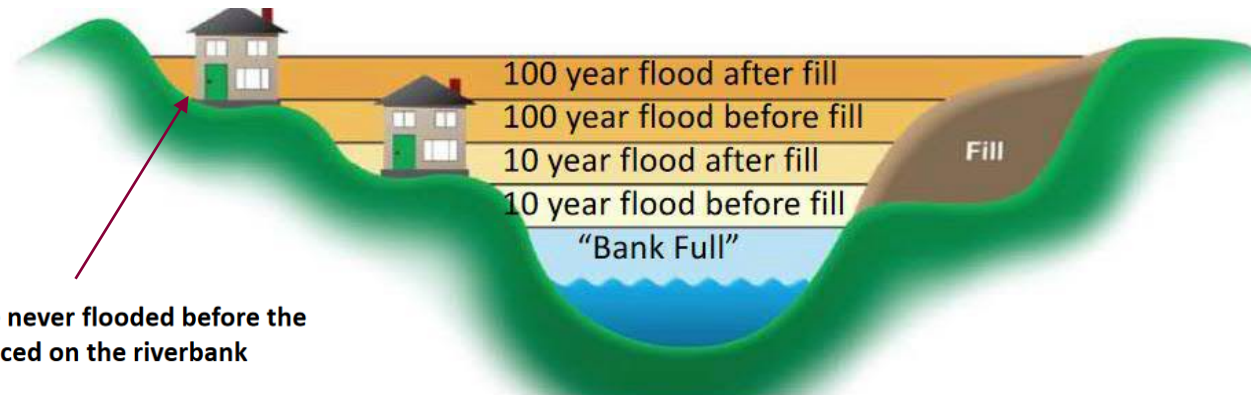 100 year flood after fill
100 year flood before fill
10 year flood after fill
Fill
10 year flood before fill
“Bank Full”
never flooded before the
ced on the riverbank